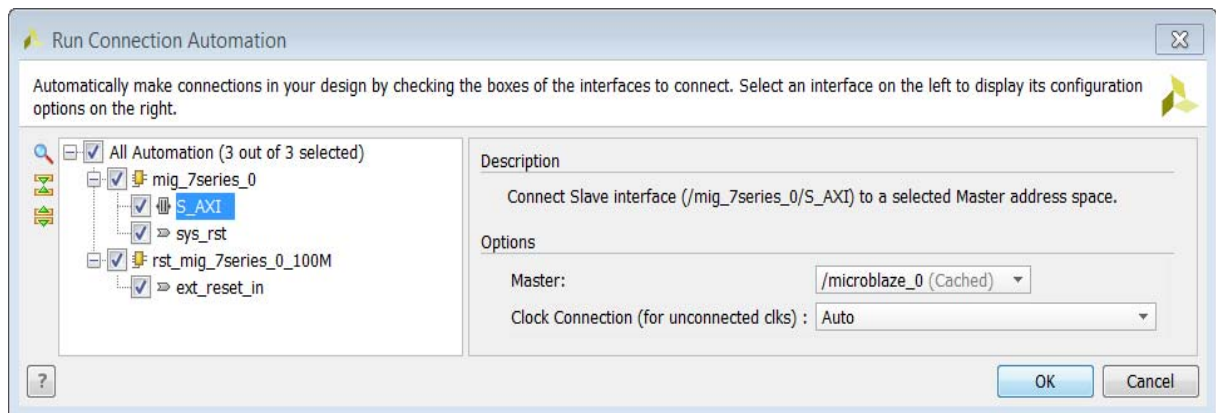 Run Connection Automation
Automatically make connections in your design by checking the boxes of the interfaces to connect. Select an interface on the left to display its configuration
options on the right.
All Automation (3 out of 3 selected)
mig_7series_0
S_AXI
sys_rst
rst_mig_7series_0_100M
ext_reset_in
Description
Connect Slave interface (/mig_7series_0/S_AXI) to a selected Master address space.
Options
Master: /microblaze_0 (Cached)
Clock Connection (for unconnected clks) : Auto
?
OK Cancel